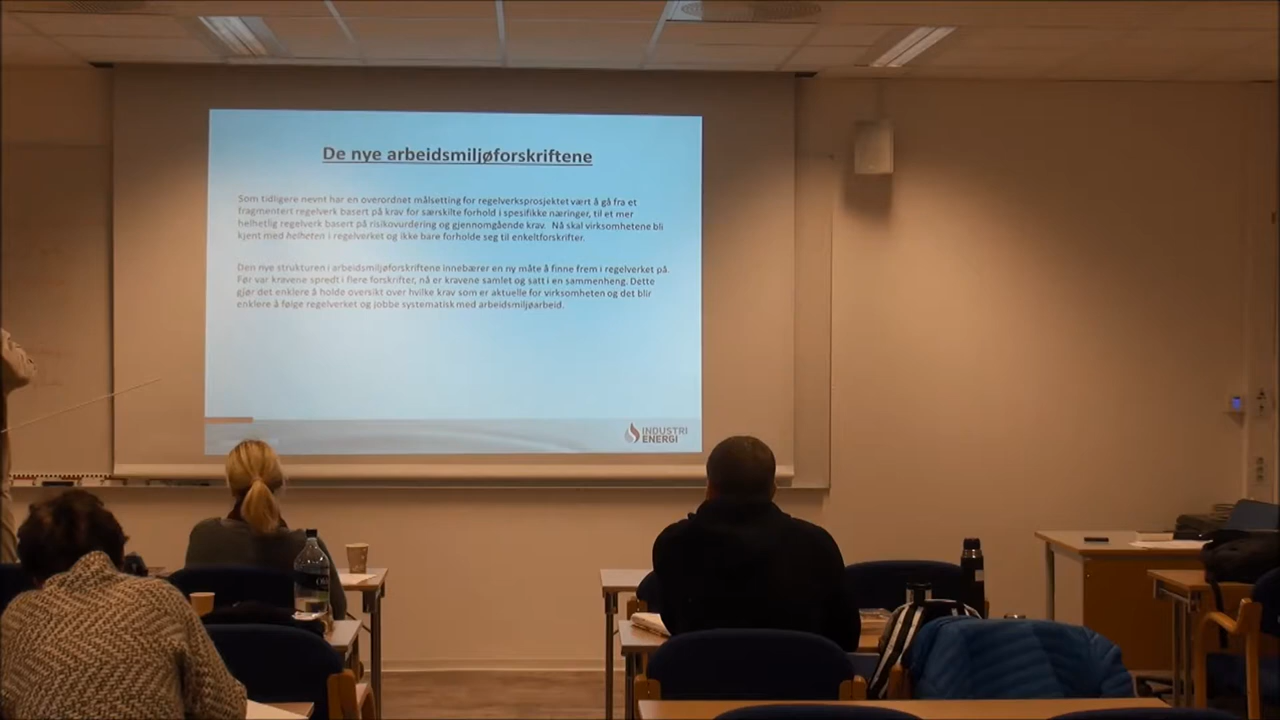 De nye arbeidsmiljøforskriftene
Som tidligere nevnt har en overordnet målsetting for regelverksprosjektet vært å gå fra et
fragmentert regelverk basert på krav for særskilte forhold i spesifikke næringer, til et mer
helhetlig regelverk basert på risikovurdering og gjennomgående krav. Nå skal virksomhetene bli
kjent med helheten i regelverket og ikke bare forholde seg til enkeltforskrifter.
Den nye strukturen i arbeidsmiljøforskriftene innebærer en ny måte å finne frem i regelverket på.
Før var kravene spredt i flere forskrifter, nå er kravene samlet og satt i en sammenheng. Dette
gjør det enklere å holde oversikt over hvilke krav som er aktuelle for virksomheten og det blir
enklere å følge regelverket og jobbe systematisk med arbeidsmiljøarbeid.
INDUSTRI
ENERGI